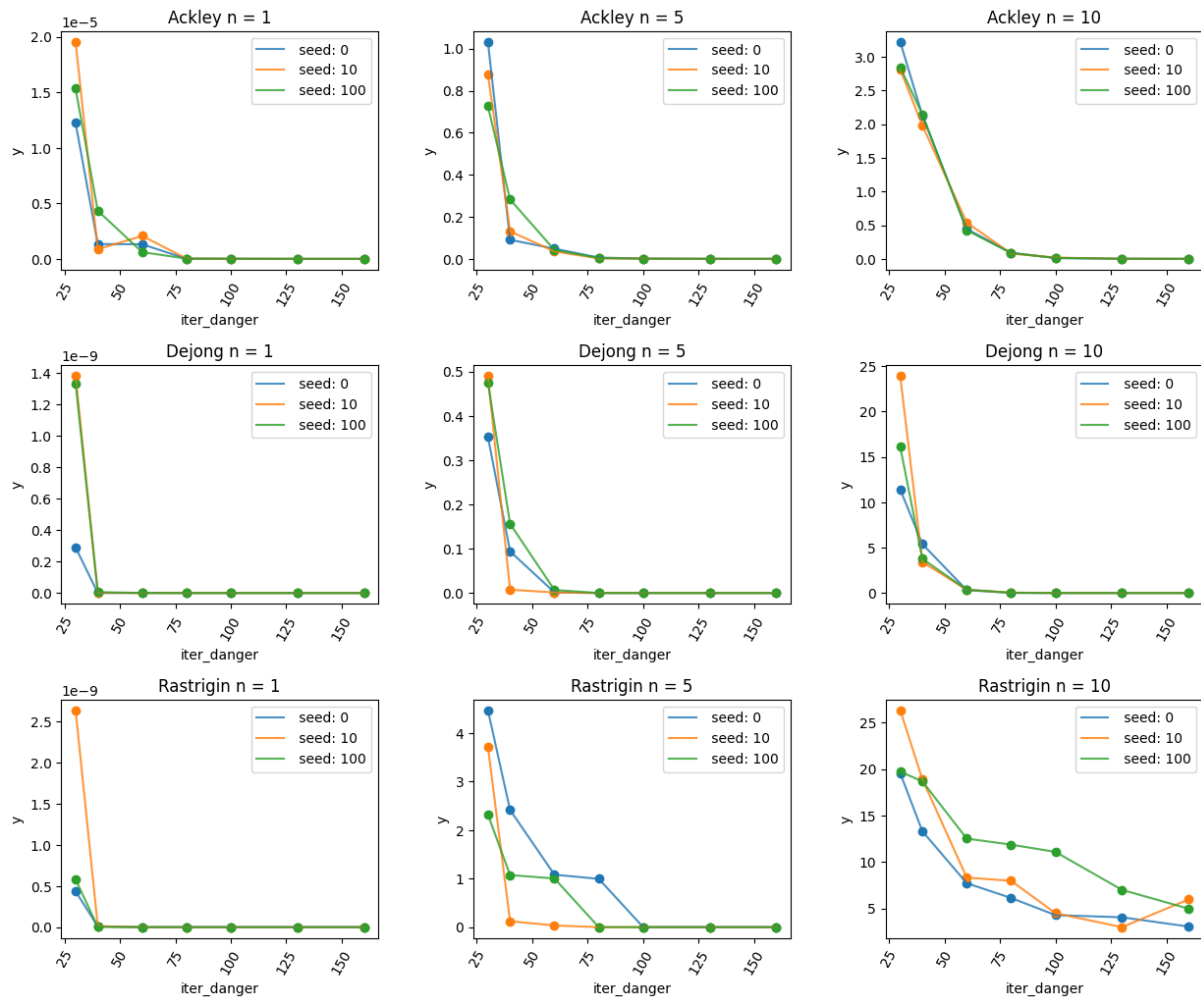 Ackley n = 1
1e−5
y
2.0
1.5
1.0
0.5
0.0
25
50
75
100
125
150
iter_danger
seed: 0
seed: 10
seed: 100
Ackley n = 5
y
1.0
0.8
0.6
0.4
0.2
0.0
25
50
75
100
125
150
iter_danger
seed: 0
seed: 10
seed: 100
Ackley n = 10
y
3.0
2.5
2.0
1.5
1.0
0.5
0.0
25
50
75
100
125
150
iter_danger
seed: 0
seed: 10
seed: 100
Dejong n = 1
1e−9
y
1.4
1.2
1.0
0.8
0.6
0.4
0.2
0.0
25
50
75
100
125
150
iter_danger
seed: 0
seed: 10
seed: 100
Dejong n = 5
y
0.5
0.4
0.3
0.2
0.1
0.0
25
50
75
100
125
150
iter_danger
seed: 0
seed: 10
seed: 100
Dejong n = 10
y
25
20
15
10
5
0
25
50
75
100
125
150
iter_danger
seed: 0
seed: 10
seed: 100
Rastrigin n = 1
1e−9
y
2.5
2.0
1.5
1.0
0.5
0.0
25
50
75
100
125
150
iter_danger
seed: 0
seed: 10
seed: 100
Rastrigin n = 5
y
4
3
2
1
0
25
50
75
100
125
150
iter_danger
seed: 0
seed: 10
seed: 100
Rastrigin n = 10
y
25
20
15
10
5
25
50
75
100
125
150
iter_danger
seed: 0
seed: 10
seed: 100